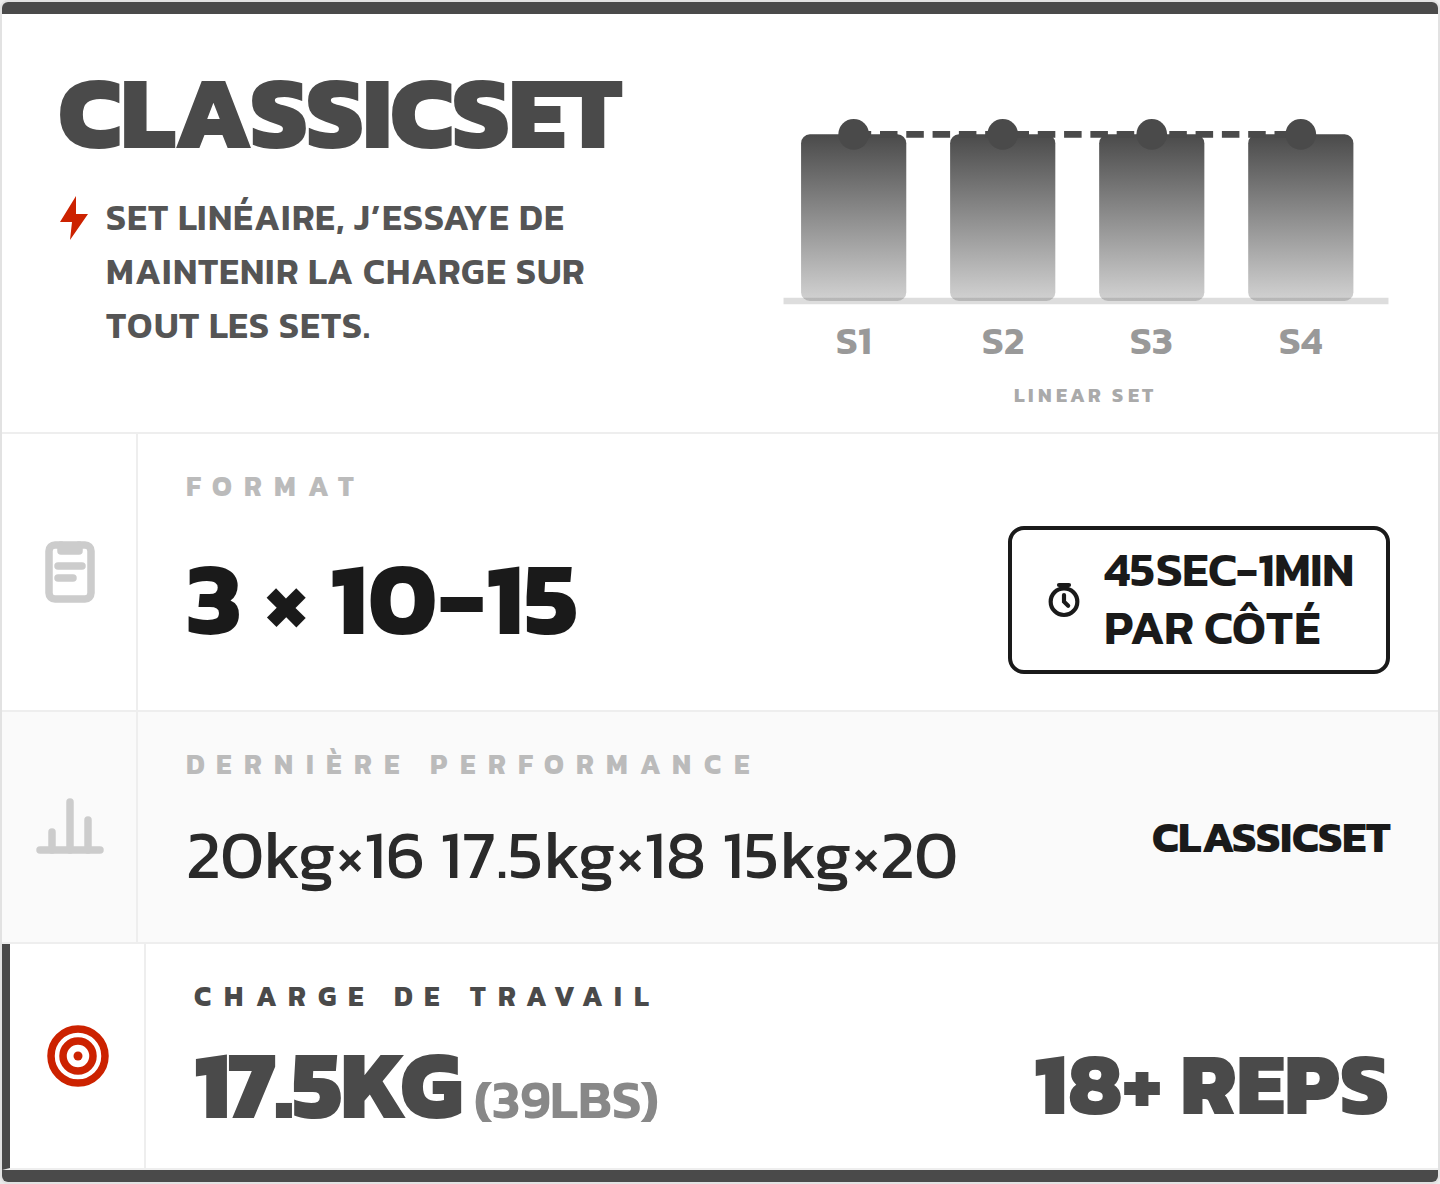 CLASSICSET
SET LINÉAIRE, J’ESSAYE DE
MAINTENIR LA CHARGE SUR
TOUT LES SETS.
S1 S2 S3 S4
LINEAR SET
FORMAT
3 × 10–15
45SEC–1MIN
PAR CÔTÉ
DERNIÈRE PERFORMANCE
20kg×16 17.5kg×18 15kg×20
CLASSICSET
CHARGE DE TRAVAIL
17.5KG (39LBS)
18+ REPS